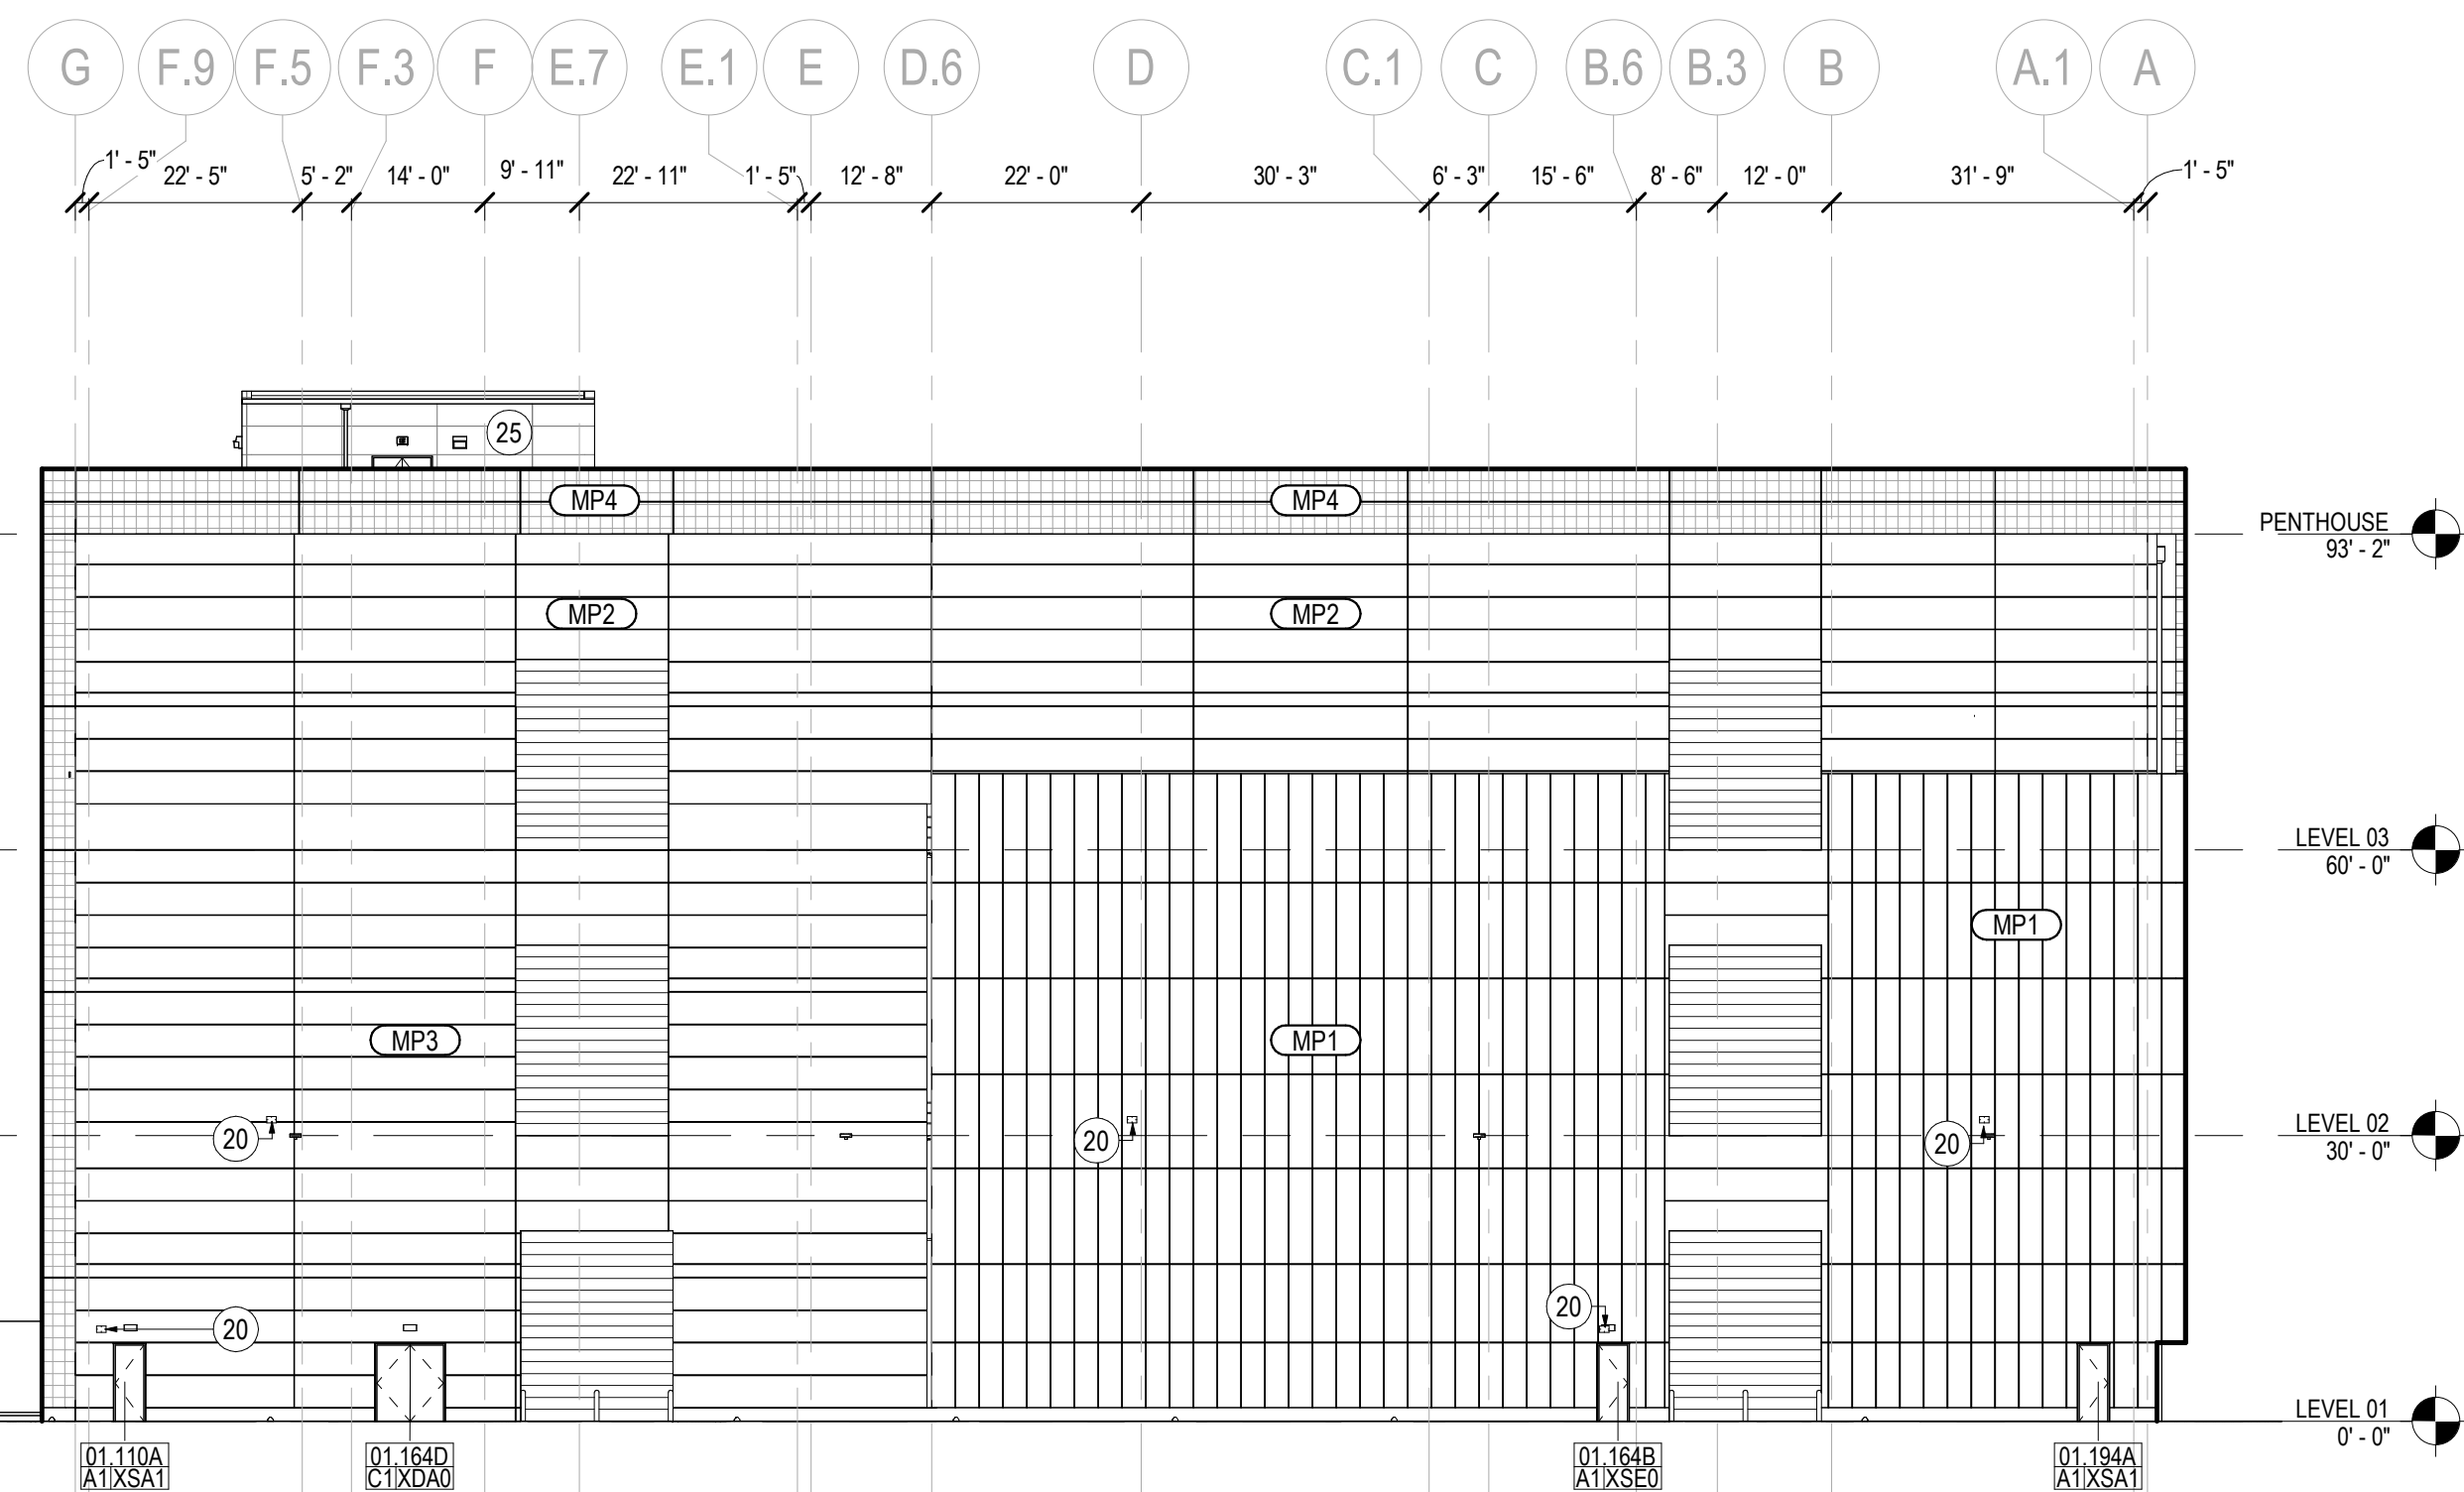 G F.9 F.5 F.3 F E.7 E.1 E D.6 D C.1 C B.6 B.3 B A.1 A
1' - 5" 22' - 5" 5' - 2" 14' - 0" 9' - 11" 22' - 11" 1' - 5" 12' - 8" 22' - 0" 30' - 3" 6' - 3" 15' - 6" 8' - 6" 12' - 0" 31' - 9" 1' - 5"
25
MP4 MP4
PENTHOUSE
93' - 2"
MP2 MP2
LEVEL 03
60' - 0"
MP1
MP3 MP1
LEVEL 02
30' - 0"
20 20 20
20 20
LEVEL 01
0' - 0"
01.110A 01.164D 01.164B 01.194A
A1 XSA1 C1 XDA0 A1 XSE0 A1 XSA1